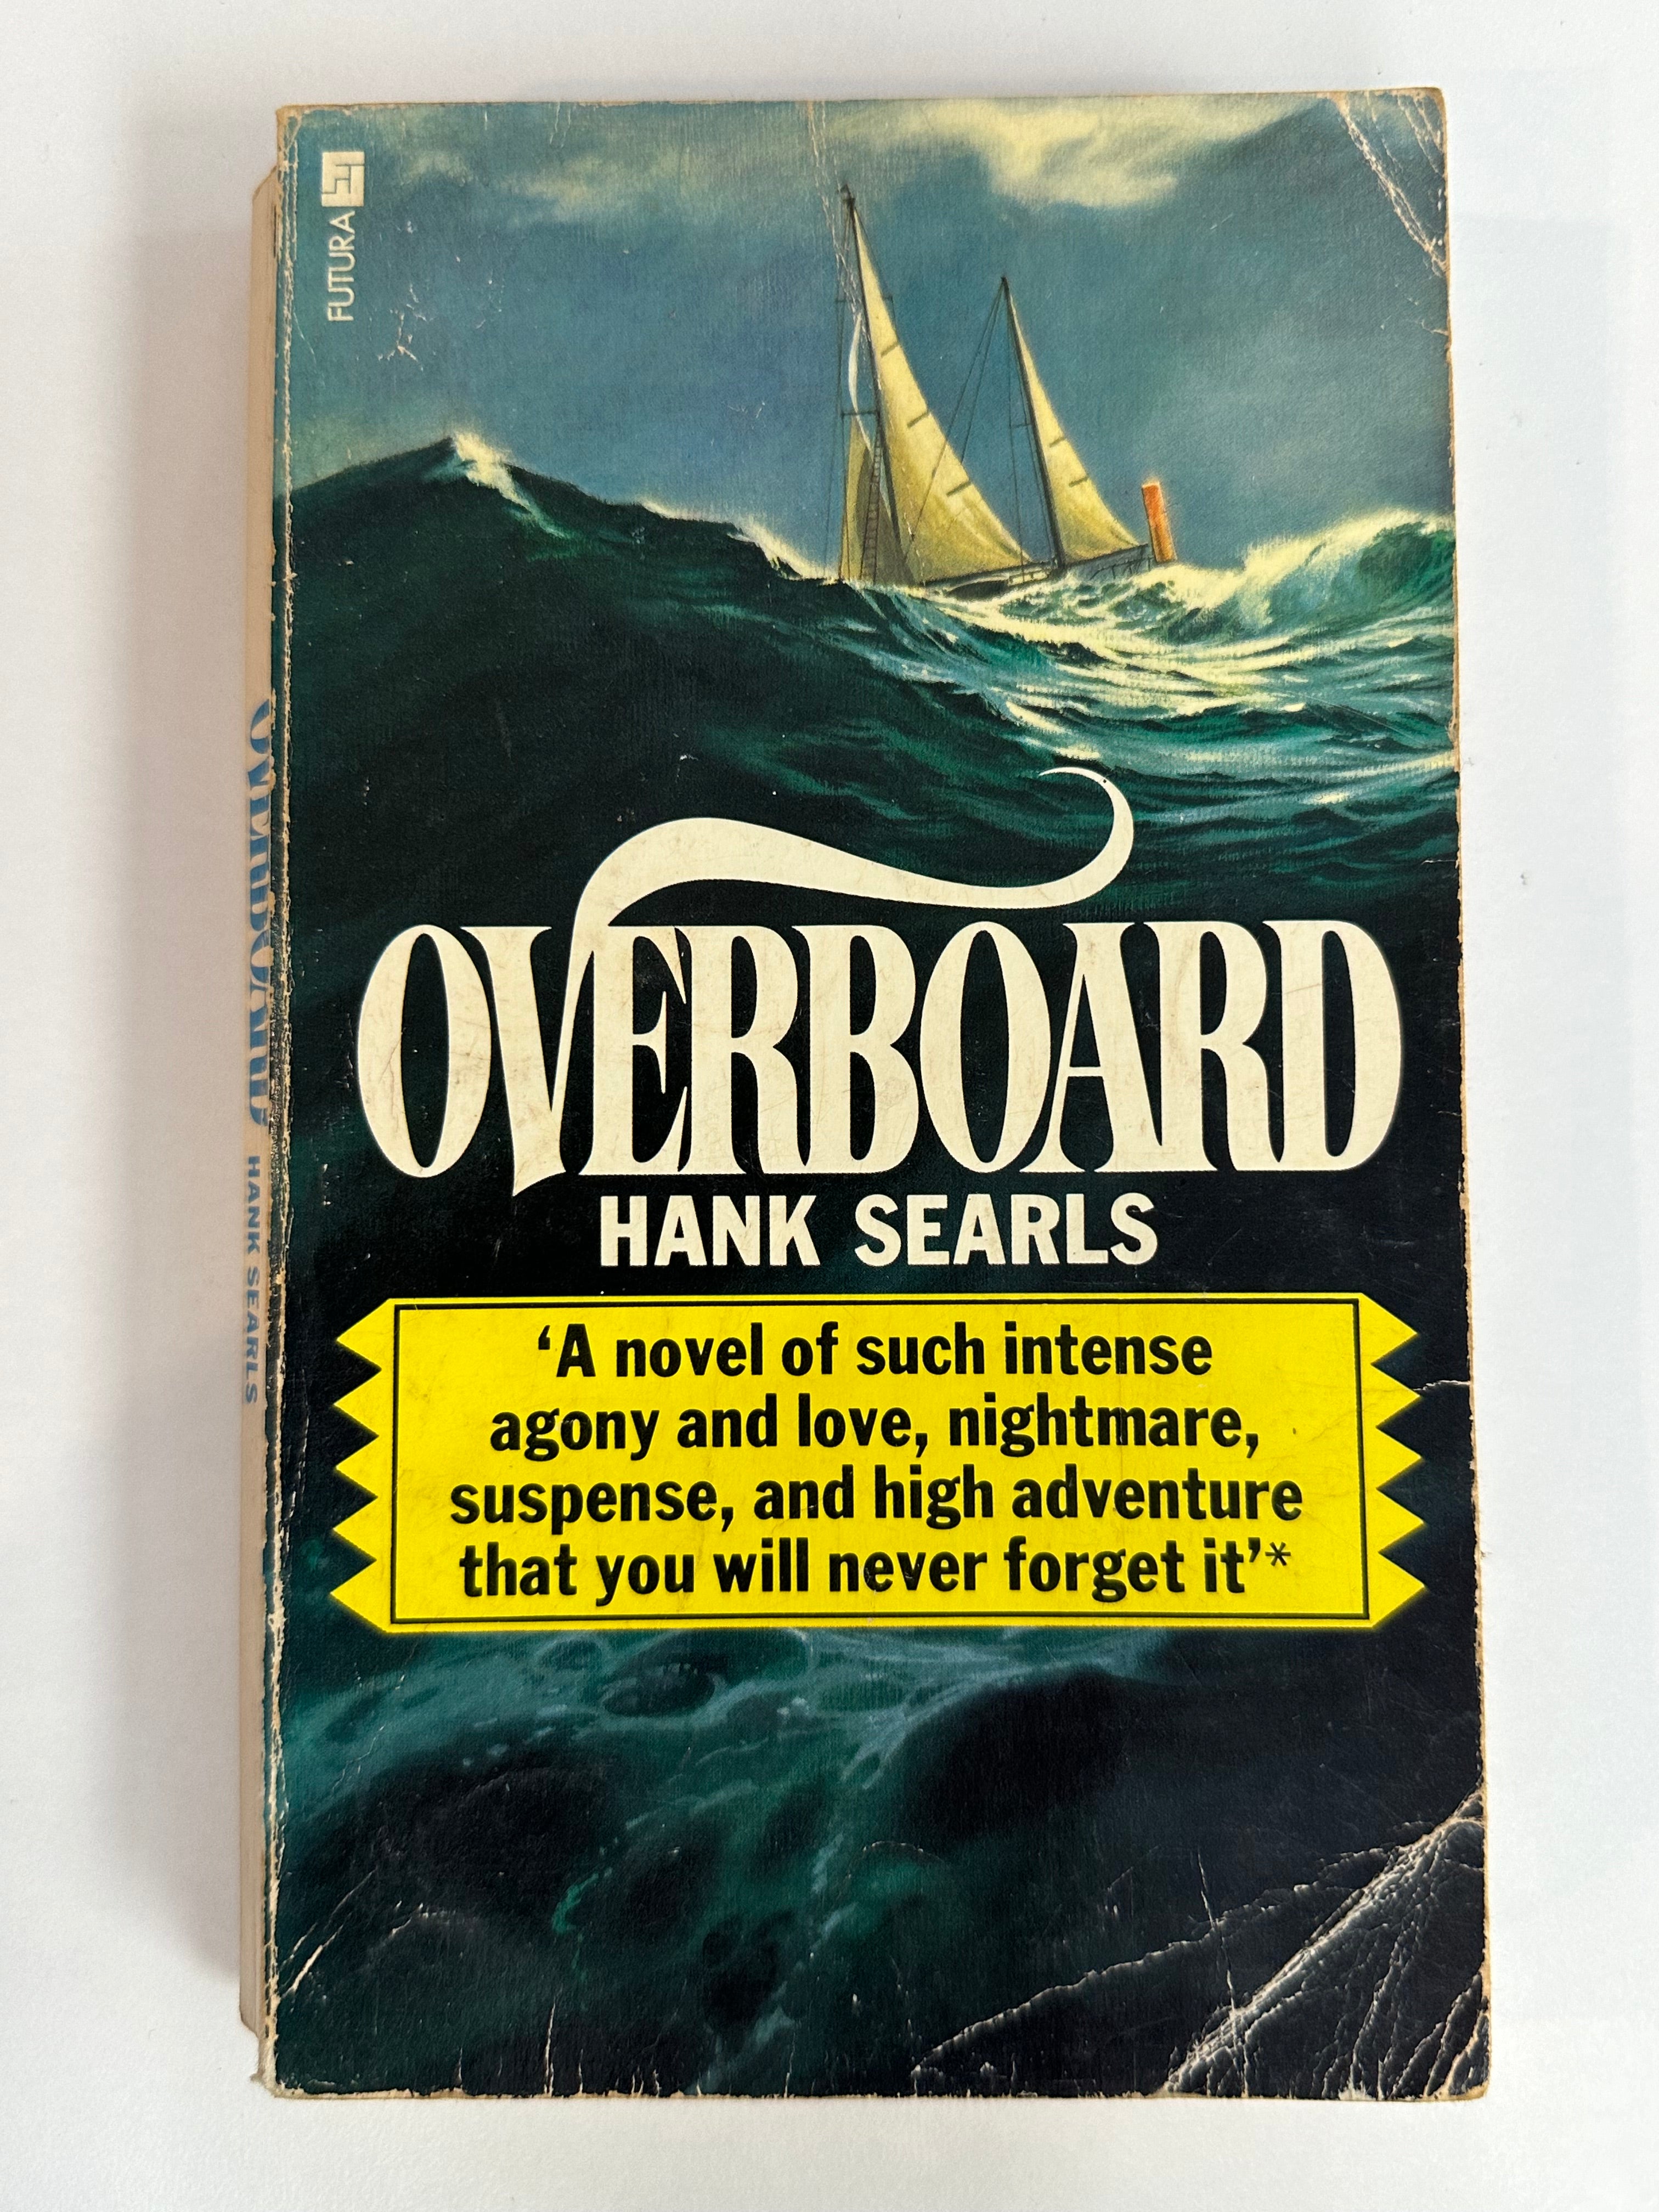 FUTURA
OVERBOARD
HANK SEARLS
‘A novel of such intense
agony and love, nightmare,
suspense, and high adventure
that you will never forget it’*
OVERBOARD HANK SEARLS